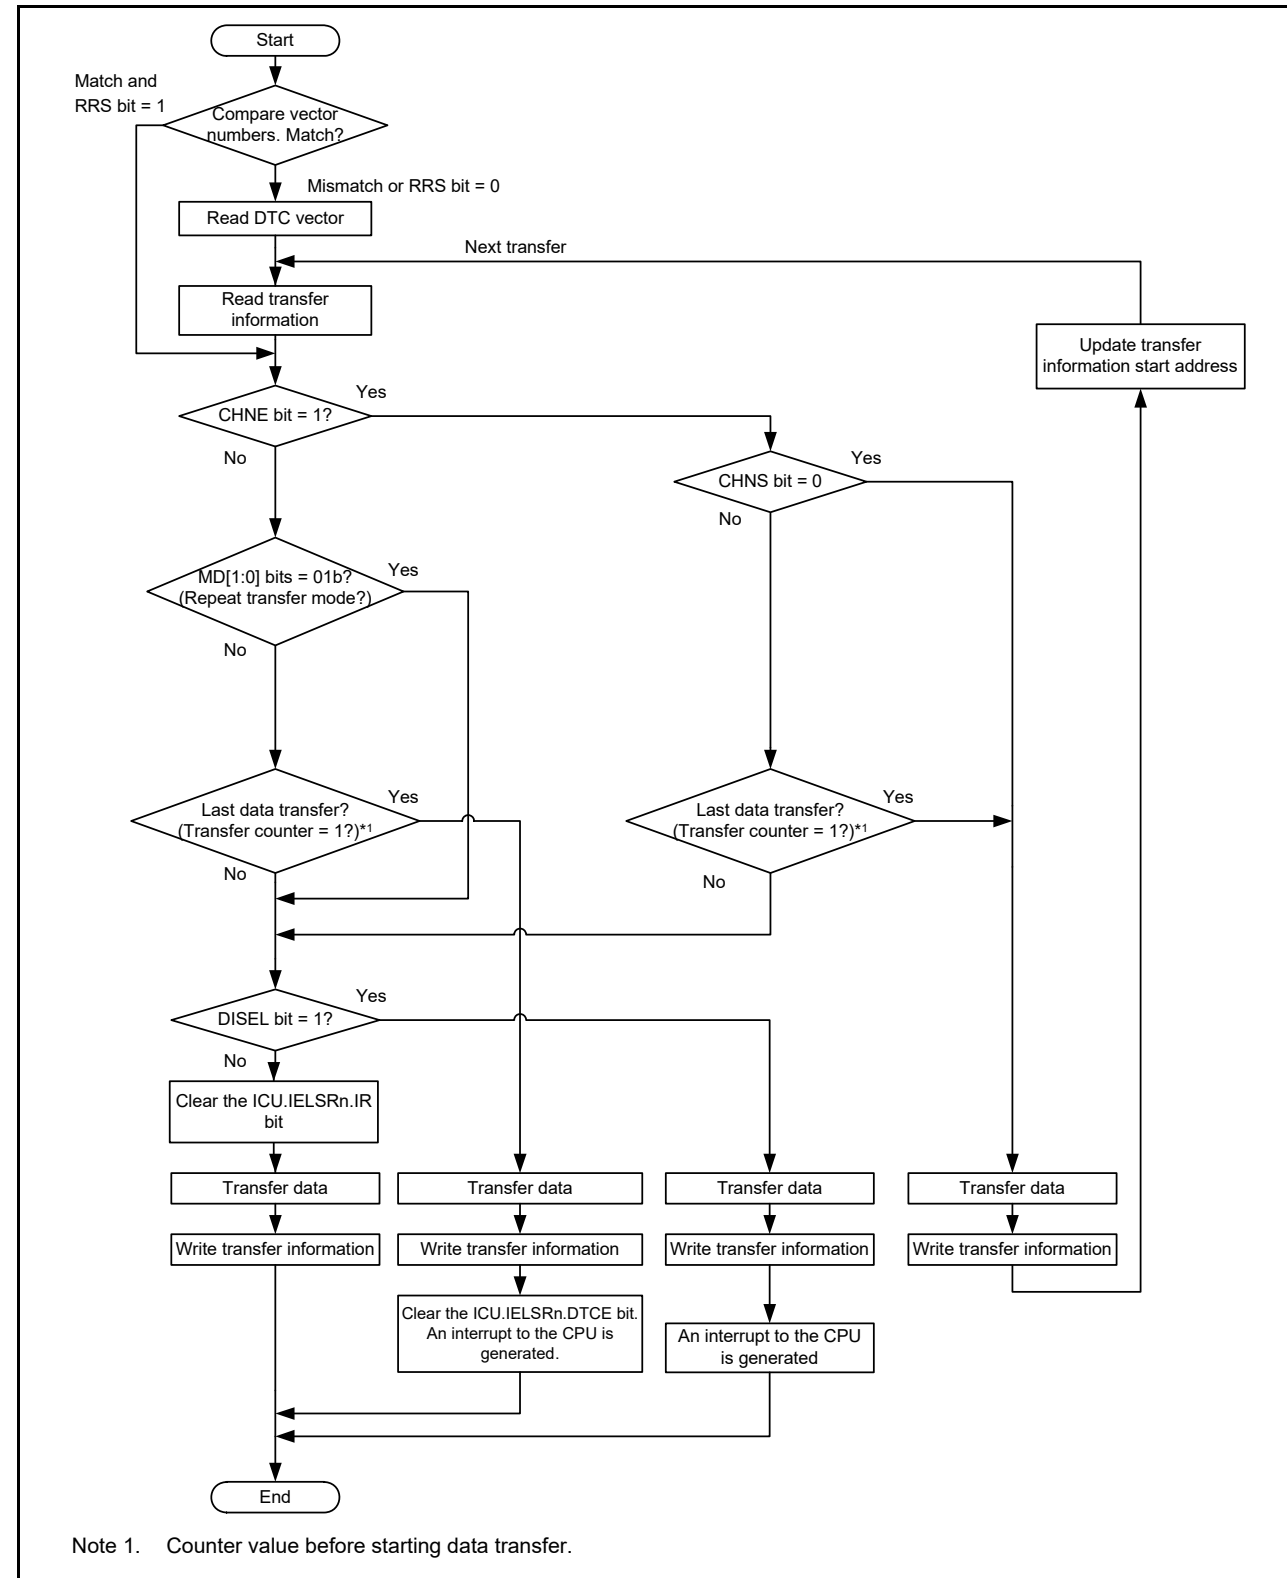 Start
Match and
RRS bit = 1
Compare vector
numbers. Match?
Mismatch or RRS bit = 0
Read DTC vector
Next transfer
Read transfer
information
Update transfer
information start address
Yes
CHNE bit = 1?
No
Yes
CHNS bit = 0
No
MD[1:0] bits = 01b?
(Repeat transfer mode?)
Yes
No
Last data transfer?
(Transfer counter = 1?)*1
Yes
No
Last data transfer?
(Transfer counter = 1?)*1
Yes
No
Yes
DISEL bit = 1?
No
Clear the ICU.IELSRn.IR
bit
Transfer data
Transfer data
Transfer data
Transfer data
Write transfer information
Write transfer information
Write transfer information
Write transfer information
Clear the ICU.IELSRn.DTCE bit.
An interrupt to the CPU is
generated.
An interrupt to the CPU
is generated
End
Note 1. Counter value before starting data transfer.